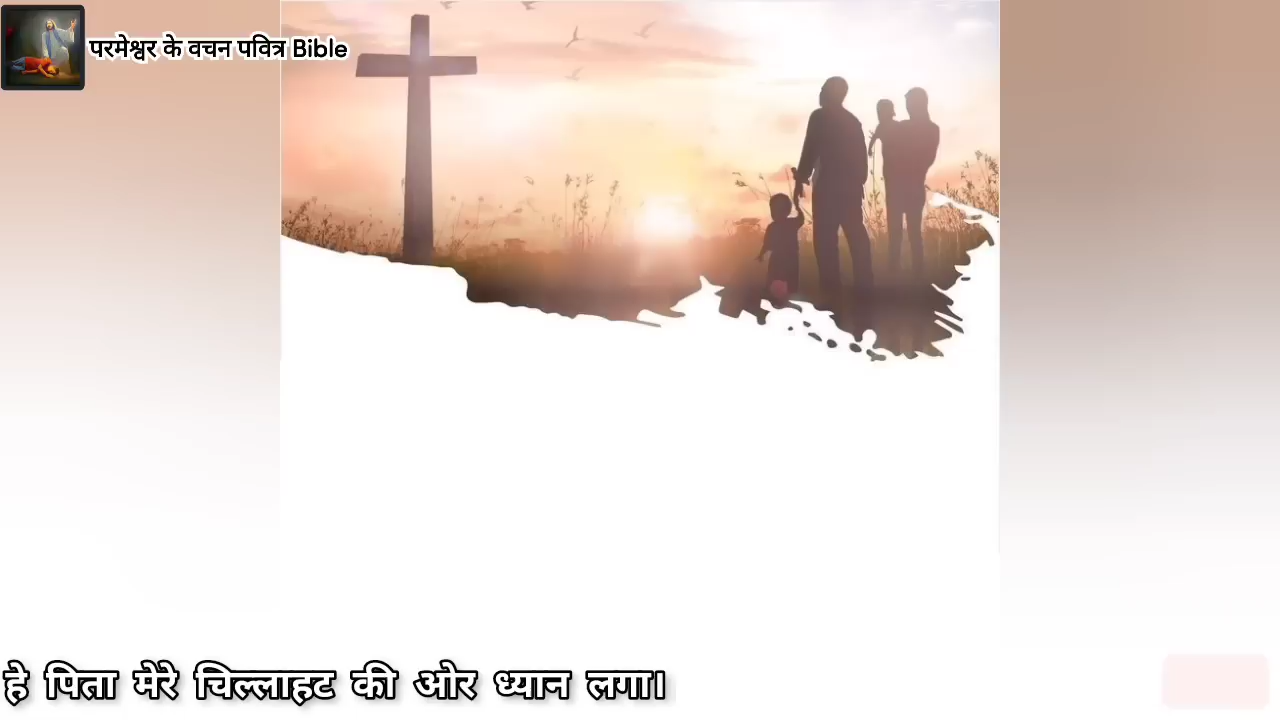 परमेश्वर के वचन पवित्र Bible
हे पिता मेरे चिल्लाहट की ओर ध्यान लगा।